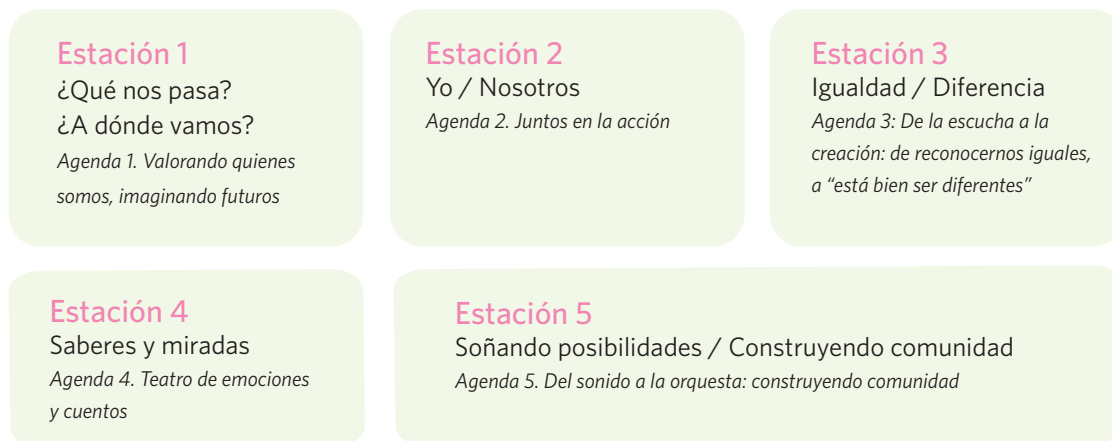 Estación 1
¿Qué nos pasa?
¿A dónde vamos?
Agenda 1. Valorando quienes
somos, imaginando futuros
Estación 2
Yo / Nosotros
Agenda 2. Juntos en la acción
Estación 3
Igualdad / Diferencia
Agenda 3: De la escucha a la
creación: de reconocernos iguales,
a “está bien ser diferentes”
Estación 4
Saberes y miradas
Agenda 4. Teatro de emociones
y cuentos
Estación 5
Soñando posibilidades / Construyendo comunidad
Agenda 5. Del sonido a la orquesta: construyendo comunidad